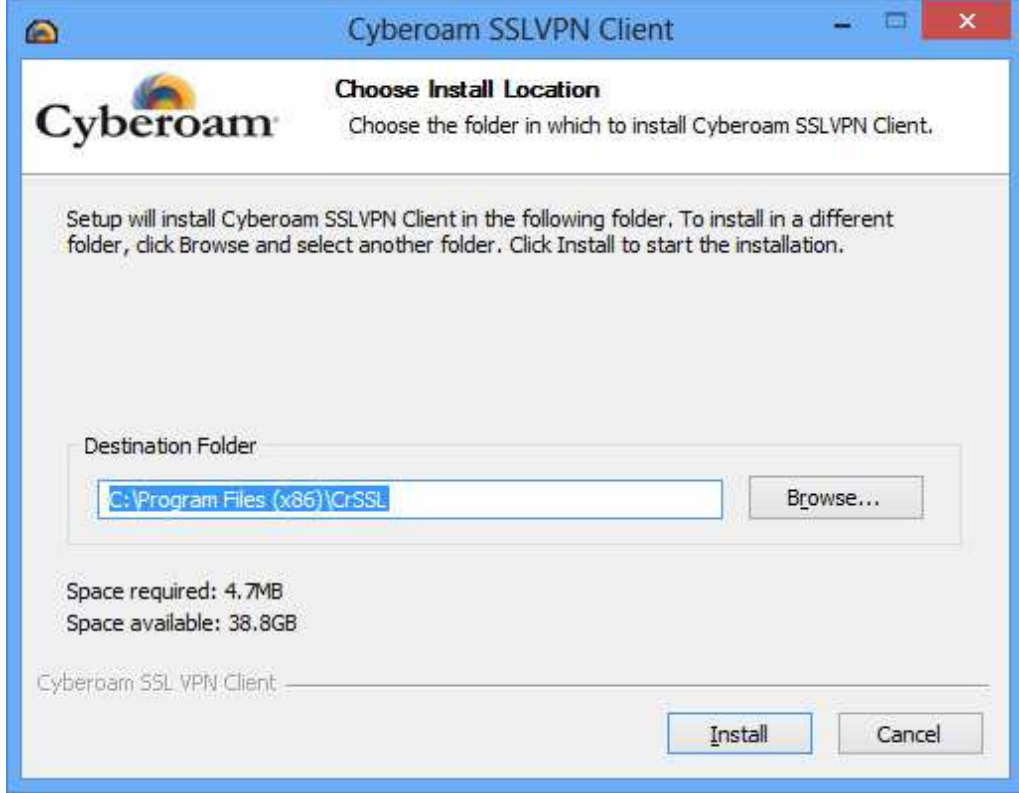 Cyberoam SSLVPN Client
Cyberoam
Choose Install Location
Choose the folder in which to install Cyberoam SSLVPN Client.
Setup will install Cyberoam SSLVPN Client in the following folder. To install in a different
folder, click Browse and select another folder. Click Install to start the installation.
Destination Folder
C:\Program Files (x86)\CrSSL
Browse...
Space required: 4.7MB
Space available: 38.8GB
Cyberoam SSL VPN Client
Install
Cancel